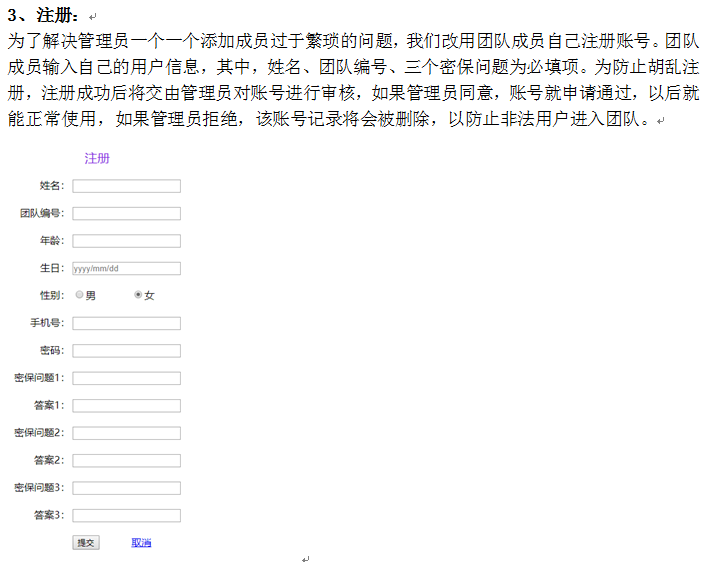 3、注册：
为了解决管理员一个一个添加成员过于繁琐的问题，我们改用团队成员自己注册账号。团队
成员输入自己的用户信息，其中，姓名、团队编号、三个密保问题为必填项。为防止胡乱注
册，注册成功后将交由管理员对账号进行审核，如果管理员同意，账号就申请通过，以后就
能正常使用，如果管理员拒绝，该账号记录将会被删除，以防止非法用户进入团队。
注册
姓名：
团队编号：
年龄：
生日： yyyy/mm/dd
性别： 男 女
手机号：
密码：
密保问题1：
答案1：
密保问题2：
答案2：
密保问题3：
答案3：
提交 取消